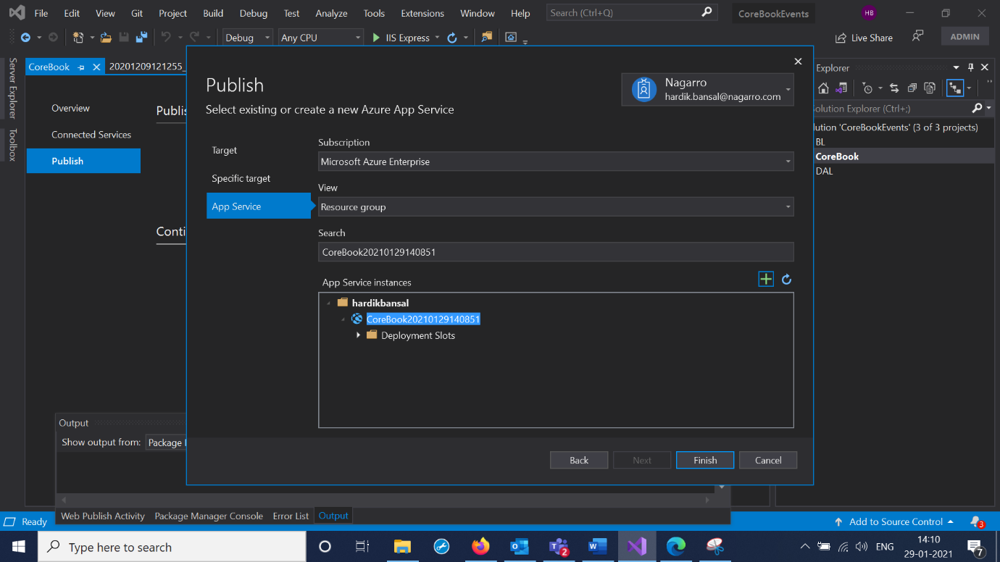 File Edit View Git Project Build Debug Test Analyze Tools Extensions Window Help Search (Ctrl+Q) CoreBookEvents HB
Debug Any CPU IIS Express Live Share ADMIN
Server Explorer
Toolbox
CoreBook 20201209121255_
Overview
Connected Services
Publish
Publis
Conti
Publish
Select existing or create a new Azure App Service
Nagarro
hardik.bansal@nagarro.com
Target
Specific target
App Service
Subscription
Microsoft Azure Enterprise
View
Resource group
Search
CoreBook20210129140851
App Service instances
hardikbansal
CoreBook20210129140851
Deployment Slots
Back Next Finish Cancel
Explorer
olution Explorer (Ctrl+;)
lution 'CoreBookEvents' (3 of 3 projects)
BL
CoreBook
DAL
Output
Show output from: Package
Web Publish Activity Package Manager Console Error List Output
Ready Add to Source Control 3
Type here to search 2 ENG 14:10
29-01-2021 7